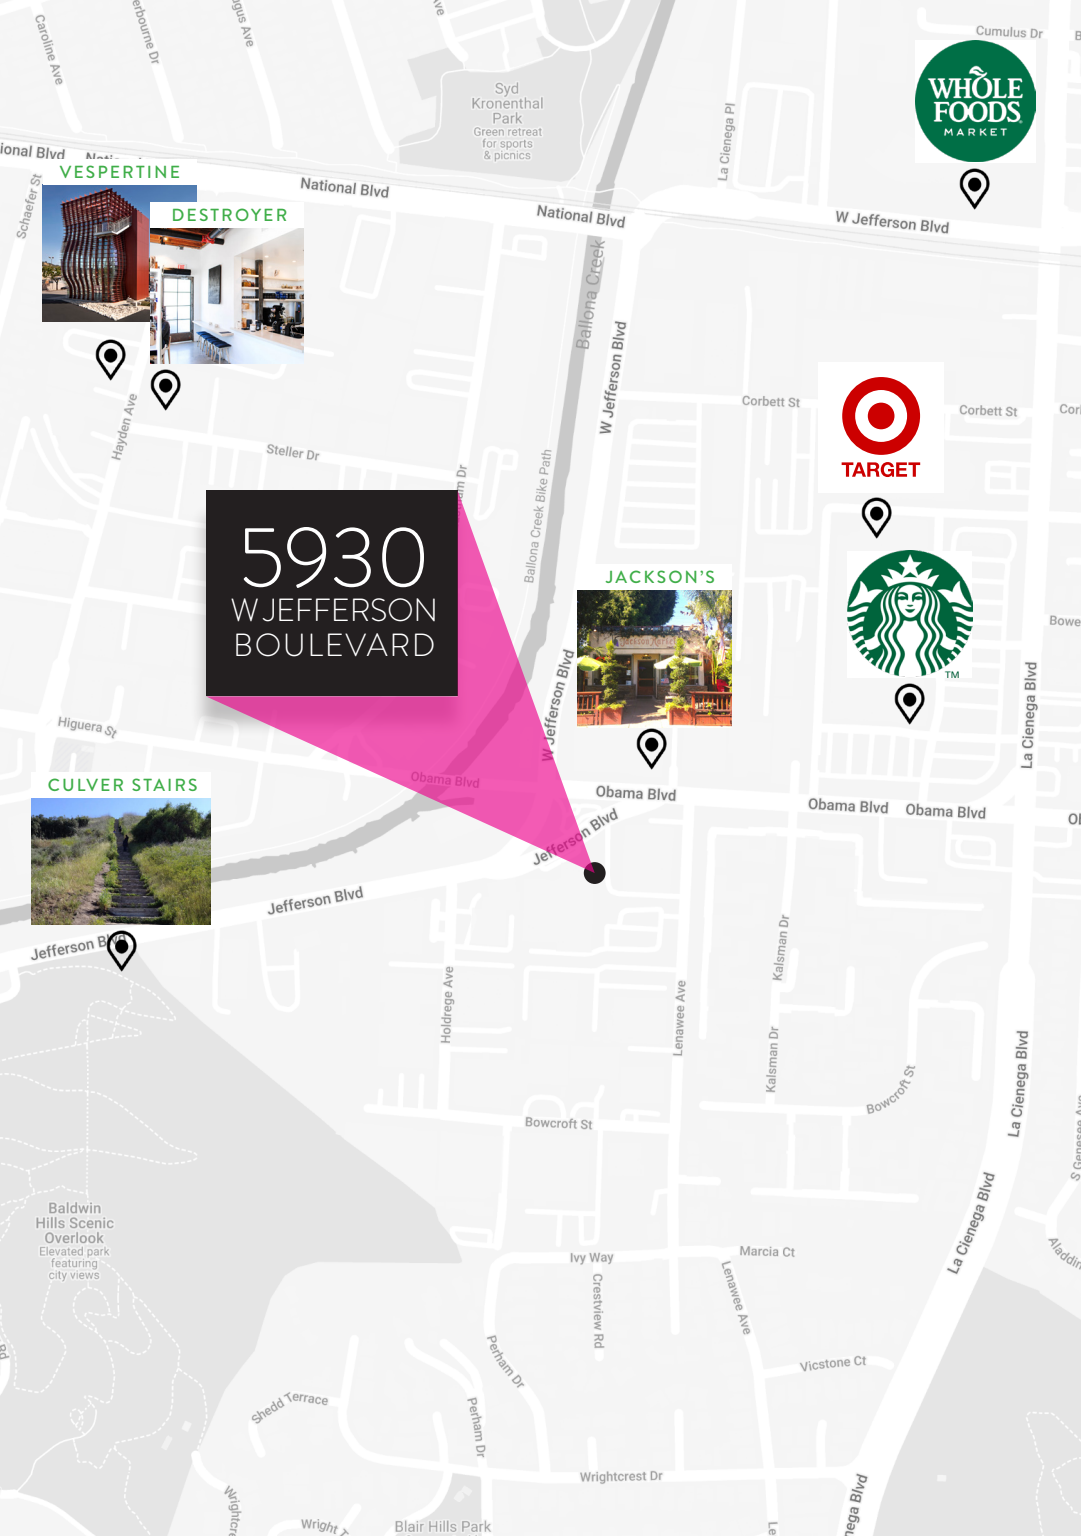 Cumulus Dr
Caroline Ave
WHOLE
FOODS
MARKET
Syd
Kronenthal
Park
Green retreat
for sports
& picnics
La Cienega Pl
National Blvd
National Blvd
W Jefferson Blvd
Schaefer St
VESPERTINE
DESTROYER
Ballona Creek
W Jefferson Blvd
Corbett St
Corbett St
TARGET
Hayden Ave
Steller Dr
Ballona Creek Bike Path
5930
W JEFFERSON
BOULEVARD
JACKSON'S
TM
W Jefferson Blvd
La Cienega Blvd
Higuera St
Obama Blvd
Obama Blvd
Obama Blvd
Obama Blvd
CULVER STAIRS
Jefferson Blvd
Jefferson Blvd
Jefferson Blvd
Kalsman Dr
Holdrege Ave
Lenawee Ave
Kalsman Dr
La Cienega Blvd
Bowcroft St
Bowcroft St
S Genesee Ave
Baldwin
Hills Scenic
Overlook
Elevated park
featuring
city views
La Cienega Blvd
Ivy Way
Marcia Ct
Crestview Rd
Lenawee Ave
Perham Dr
Vicstone Ct
Shedd Terrace
Perham Dr
Wrightcrest Dr
Wright T
Blair Hills Park